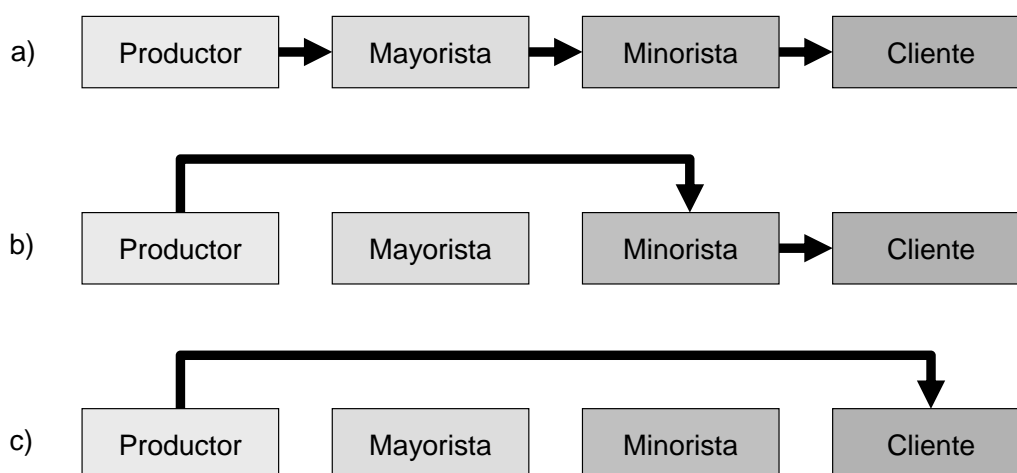 a) Productor Mayorista Minorista Cliente
b) Productor Mayorista Minorista Cliente
c) Productor Mayorista Minorista Cliente